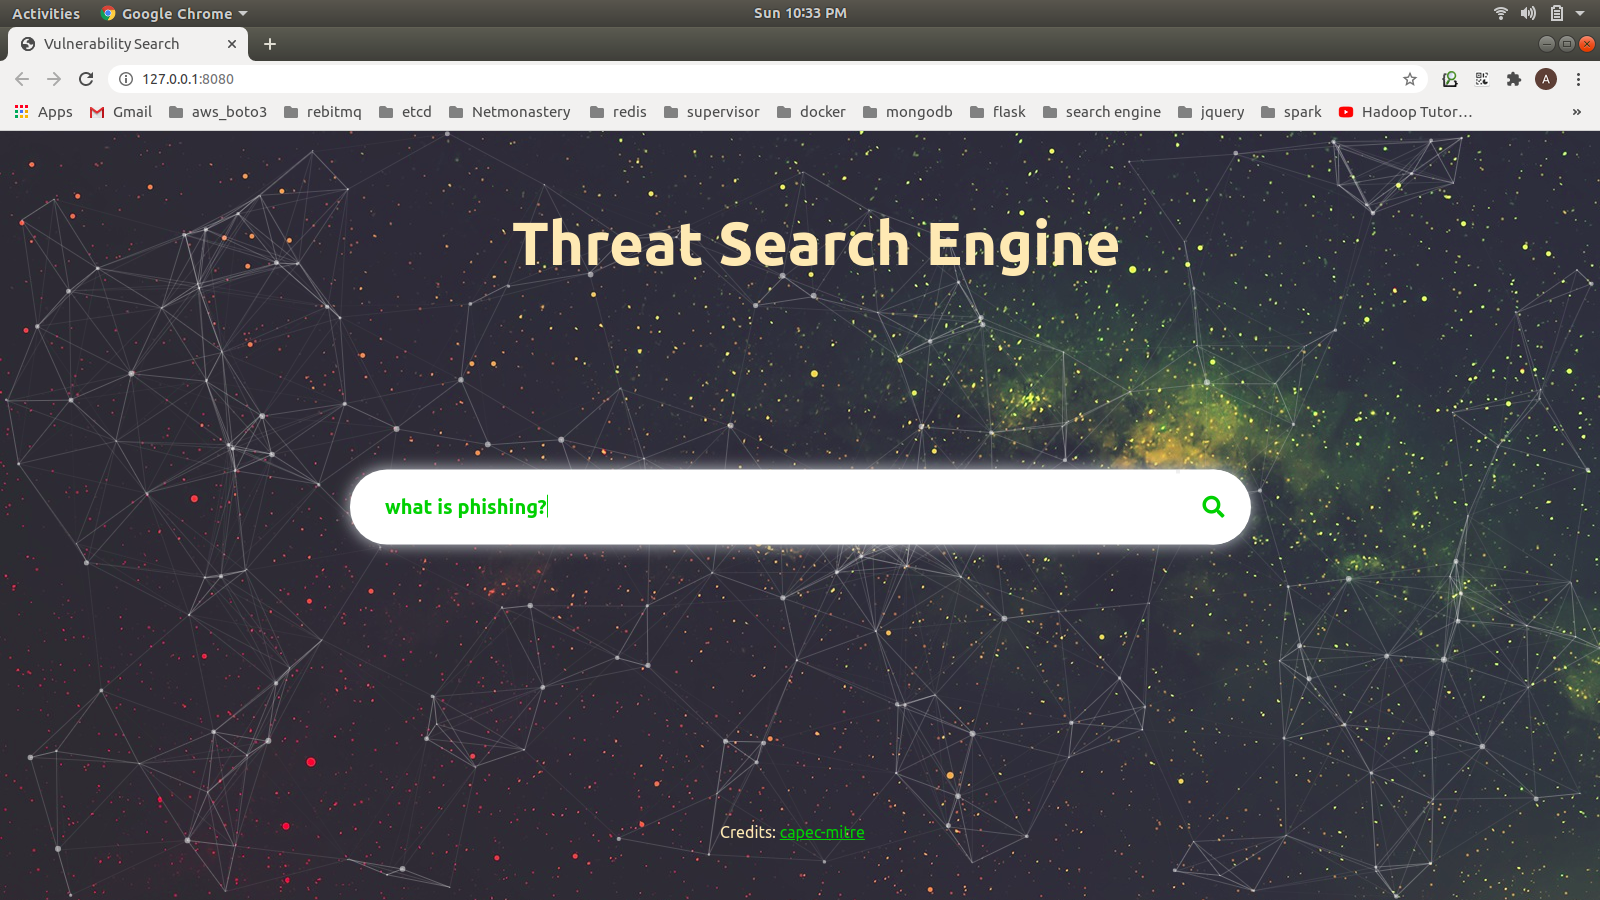 Activities Google Chrome Sun 10:33 PM
Vulnerability Search
127.0.0.1:8080 A
Apps Gmail aws_boto3 rebitmq etcd Netmonastery redis supervisor docker mongodb flask search engine jquery spark Hadoop Tutor… »
Threat Search Engine
what is phishing?
Credits: capec-mitre